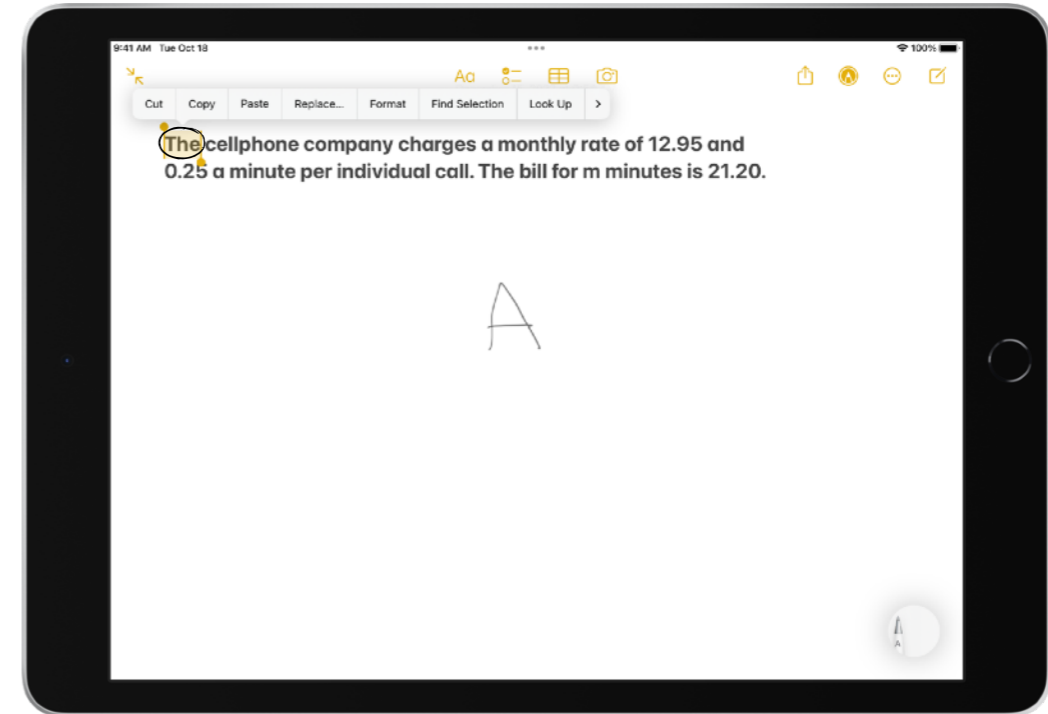 9:41 AM Tue Oct 18 100%
Aa
Cut Copy Paste Replace... Format Find Selection Look Up >
The cellphone company charges a monthly rate of 12.95 and
0.25 a minute per individual call. The bill for m minutes is 21.20.
A
A